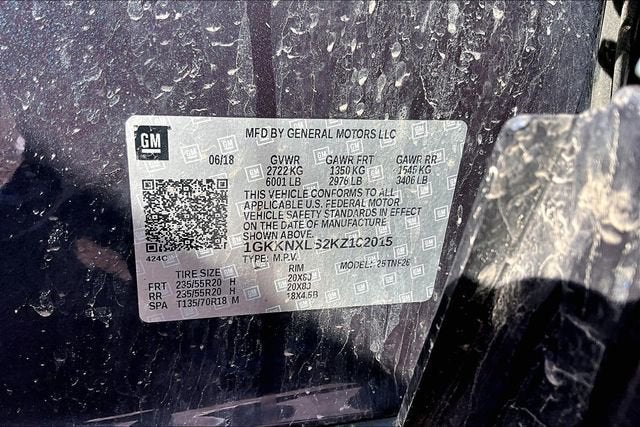 GM
MFD BY GENERAL MOTORS LLC
06/18 GVWR GAWR FRT GAWR RR
2722 KG 1350 KG 1545 KG
6001 LB 2976 LB 3406 LB
THIS VEHICLE CONFORMS TO ALL
APPLICABLE U.S. FEDERAL MOTOR
VEHICLE SAFETY STANDARDS IN EFFECT
ON THE DATE OF MANUFACTURE
SHOWN ABOVE.
1GKKNXLS2KZ1C2015
424C TYPE: M.P.V. MODEL: 25TNF26
TIRE SIZE RIM
FRT 235/55R20 H 20X8J
RR 235/55R20 H 20X8J
SPA T135/70R18 M 18X4.5B